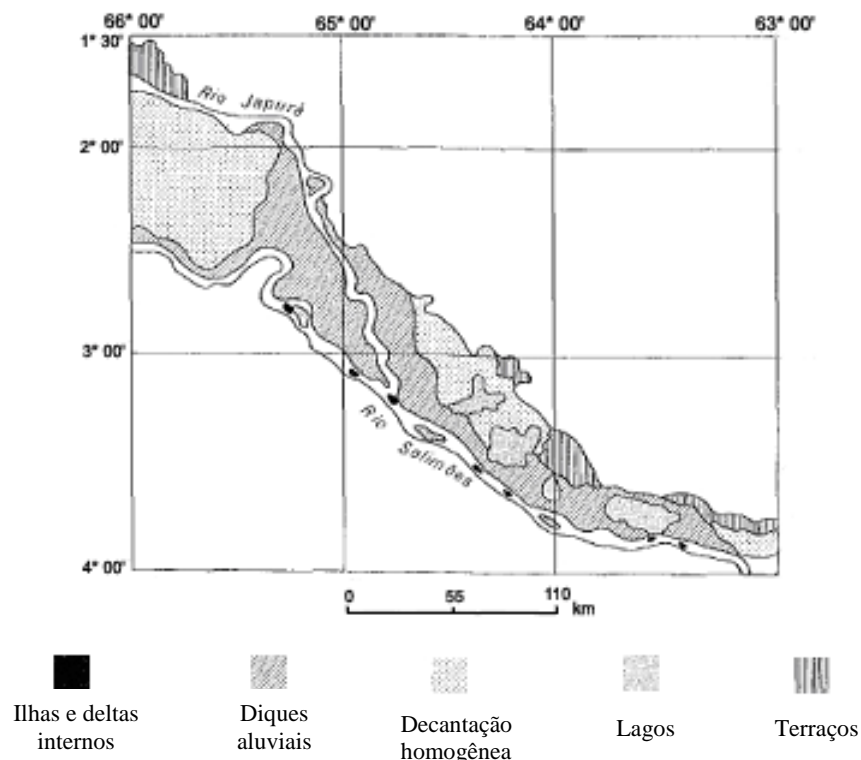 66° 00' 65° 00' 64° 00' 63° 00'
1° 30'
Rio Japurá
2° 00'
3° 00'
Rio Solimões
4° 00'
0 55 110
km
Ilhas e deltas
internos
Diques
aluviais
Decantação
homogênea
Lagos
Terraços